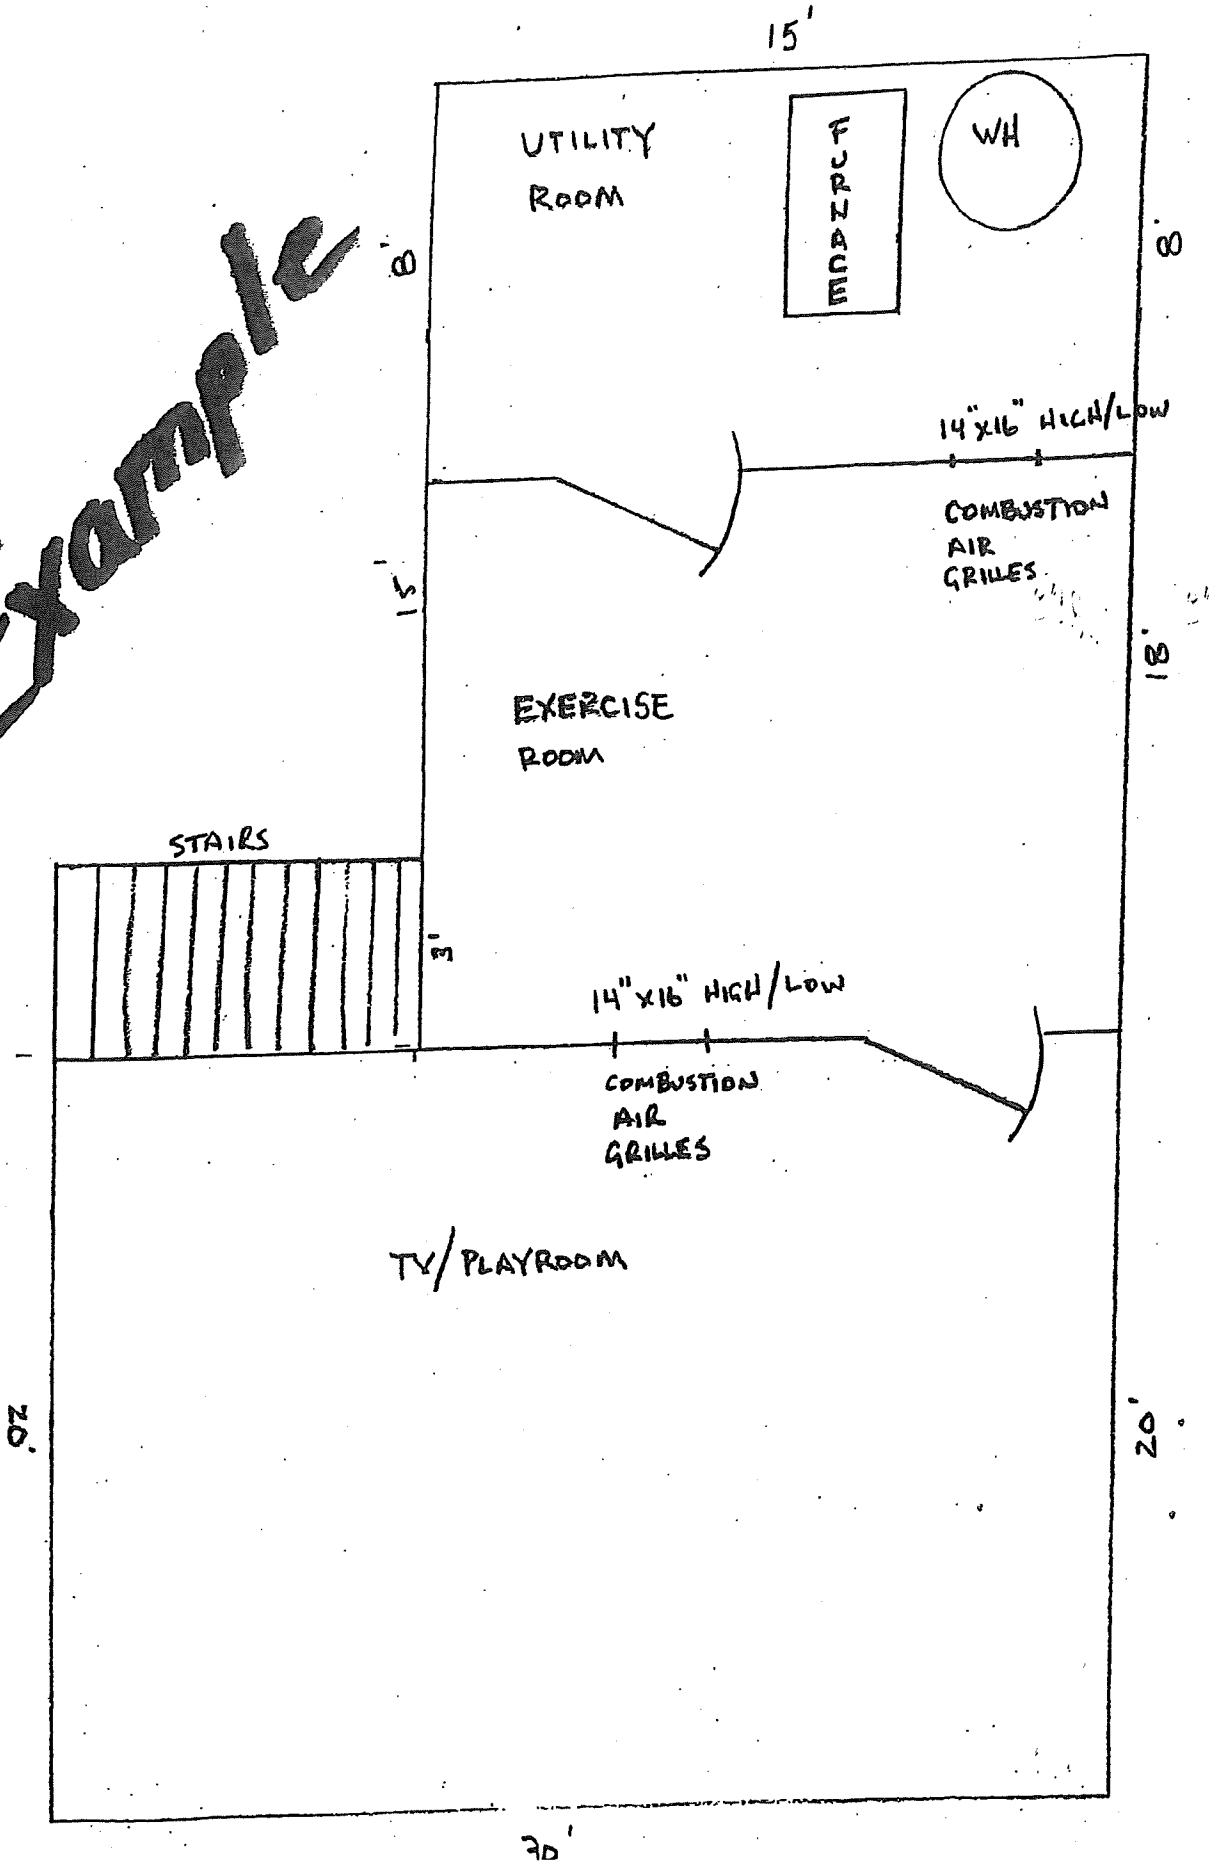 15'
UTILITY
ROOM
FURNACE
WH
8'
8'
Example
14"x16" HIGH/LOW
COMBUSTION
AIR
GRILLES
15'
18'
EXERCISE
ROOM
STAIRS
3'
14"x16" HIGH/LOW
COMBUSTION
AIR
GRILLES
TV/PLAYROOM
20'
20'
30'